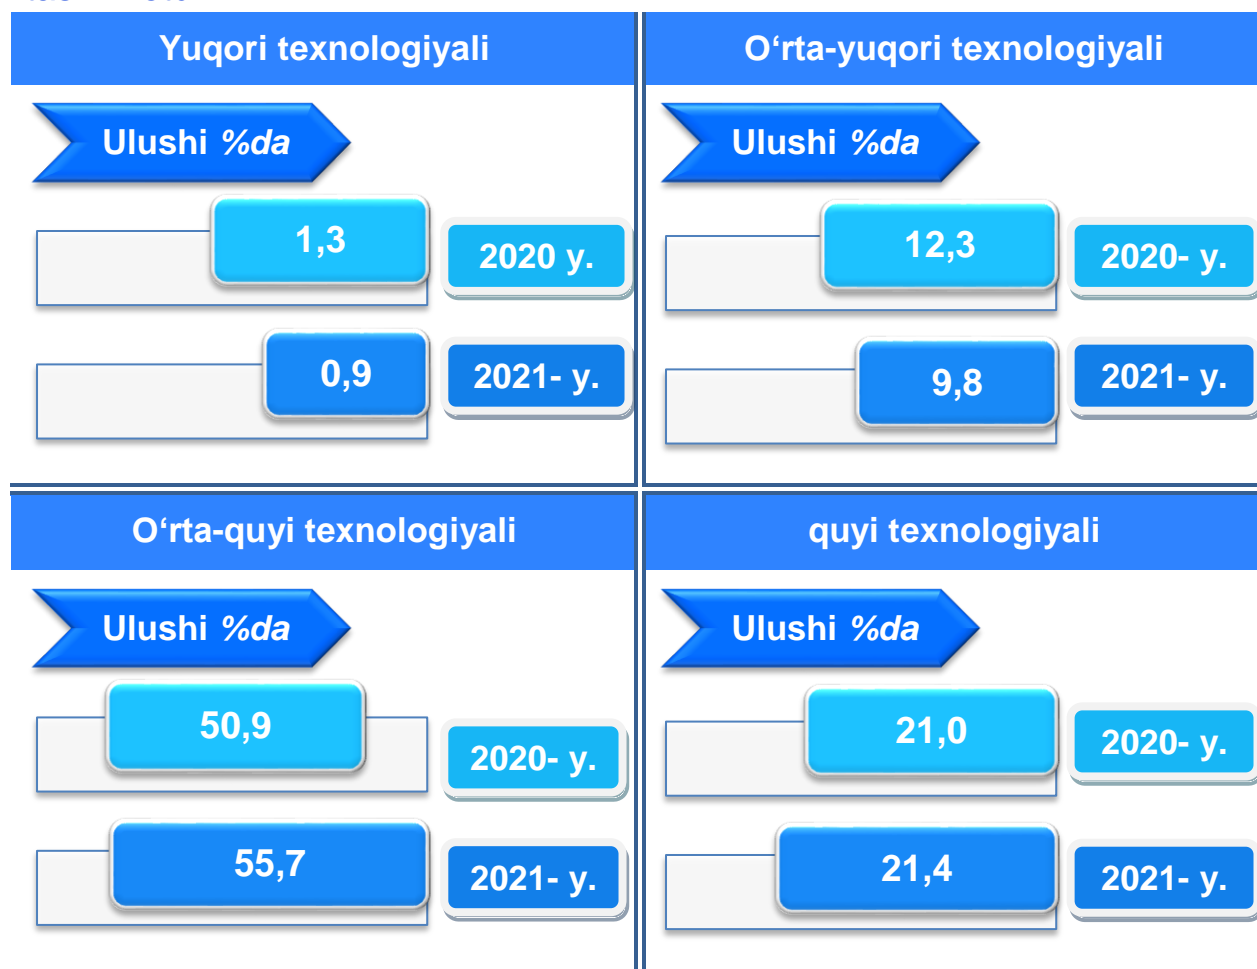 Yuqori texnologiyali
Ulushi %da
1,3
2020 y.
0,9
2021- y.
O‘rta-yuqori texnologiyali
Ulushi %da
12,3
2020- y.
9,8
2021- y.
O‘rta-quyi texnologiyali
Ulushi %da
50,9
2020- y.
55,7
2021- y.
quyi texnologiyali
Ulushi %da
21,0
2020- y.
21,4
2021- y.